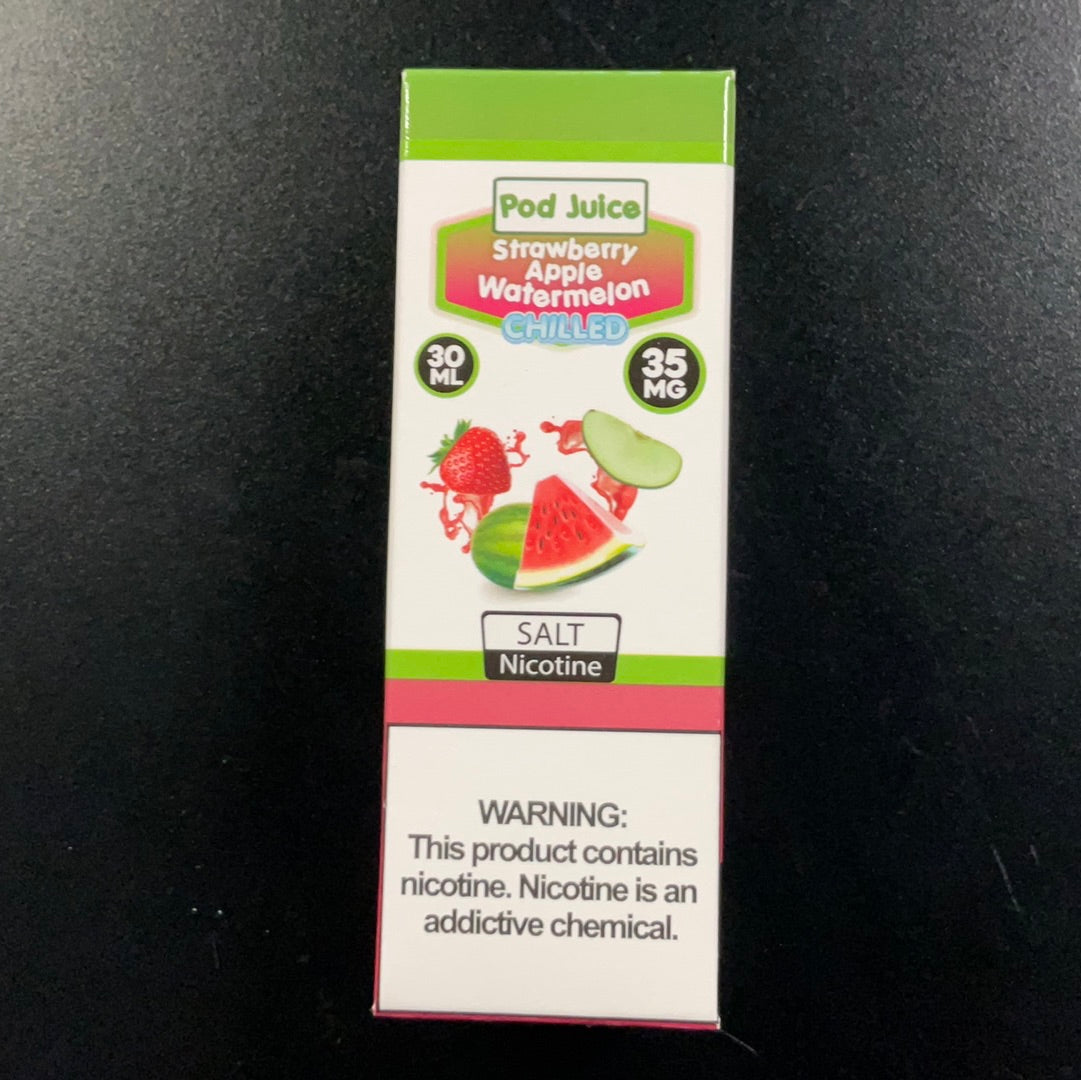 Pod Juice
Strawberry
Apple
Watermelon
CHILLED
30
ML
35
MG
SALT
Nicotine
WARNING:
This product contains
nicotine. Nicotine is an
addictive chemical.